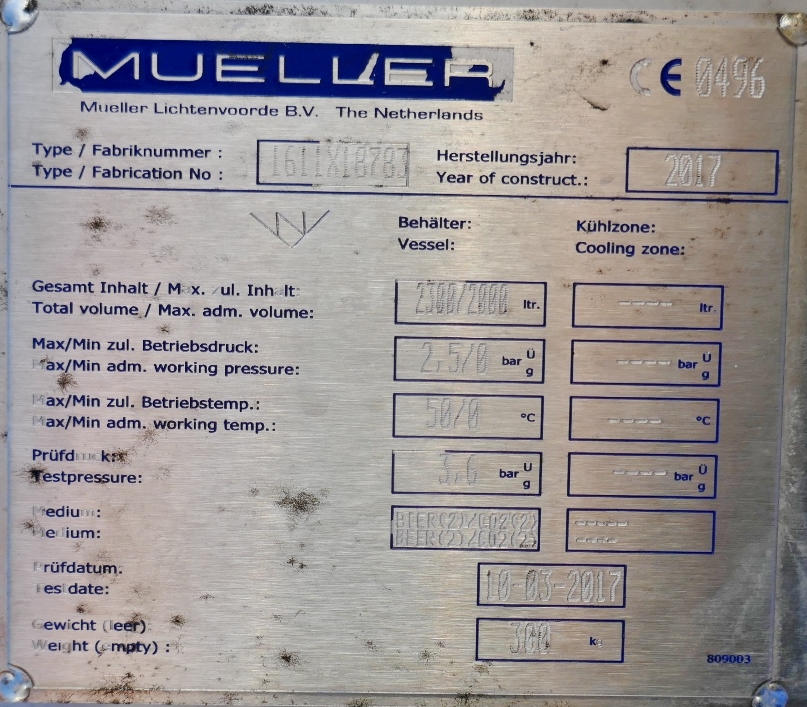 MUELLER
Mueller Lichtenvoorde B.V. The Netherlands
CE 0496
Type / Fabriknummer :
Type / Fabrication No : 1611X18783
Herstellungsjahr:
Year of construct.: 2017
Behälter:
Vessel:
Kühlzone:
Cooling zone:
Gesamt Inhalt / Max. zul. Inhalt
Total volume / Max. adm. volume: 2300/2000 ltr. ---- ltr.
Max/Min zul. Betriebsdruck:
Max/Min adm. working pressure: 2,5/0 bar Ü g ---- bar Ü g
Max/Min zul. Betriebstemp.:
Max/Min adm. working temp.: 50/0 °C ---- °C
Prüfdruck:
Testpressure: 3,6 bar Ü g ---- bar Ü g
Medium: BEER(2)/CO2(2) -----
Medium: BEER(2)/CO2(2) ----
Prüfdatum:
Testdate: 10-03-2017
Gewicht (leer)
Weight (empty) : 300 kg
809003